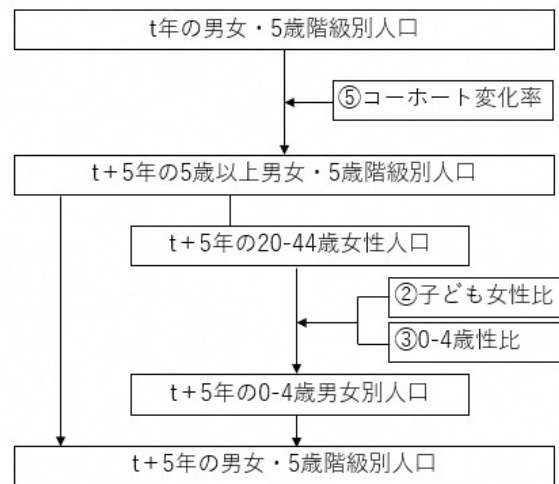 t年の男女・5歳階級別人口
⑤コーホート変化率
t+5年の5歳以上男女・5歳階級別人口
t+5年の20-44歳女性人口
②子ども女性比
③0-4歳性比
t+5年の0-4歳男女別人口
t+5年の男女・5歳階級別人口